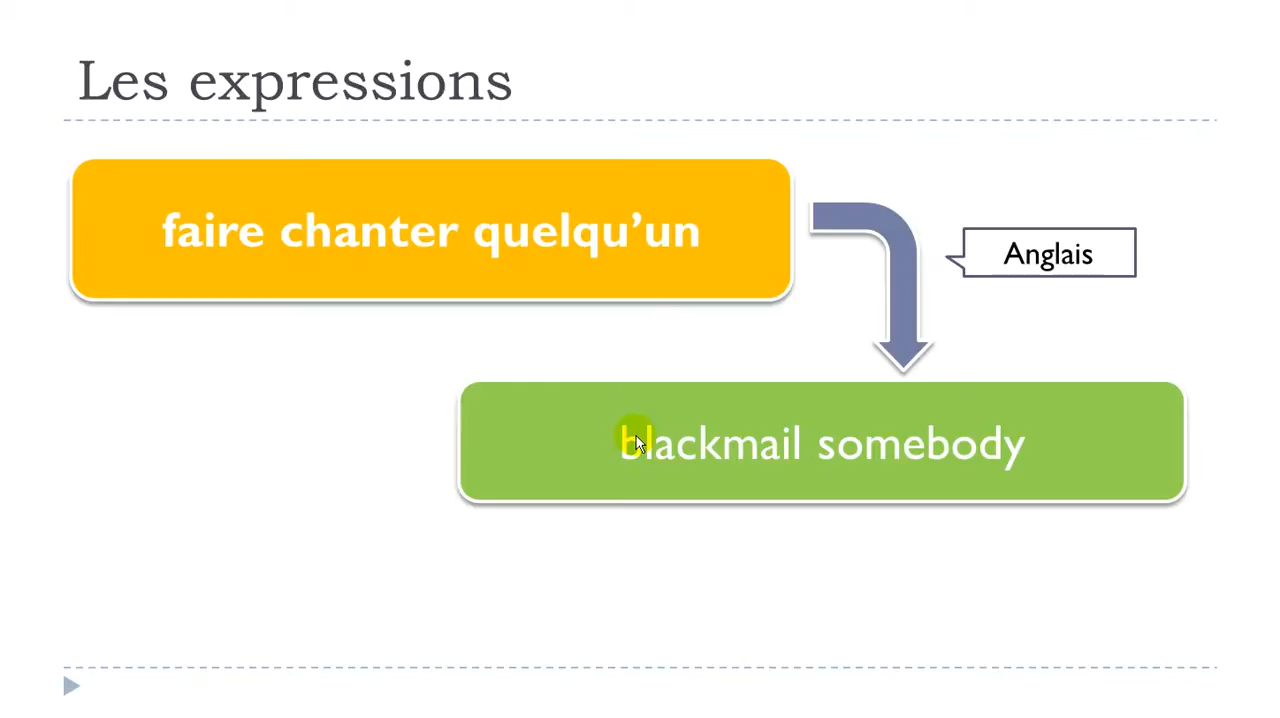 Les expressions
faire chanter quelqu’un
Anglais
blackmail somebody